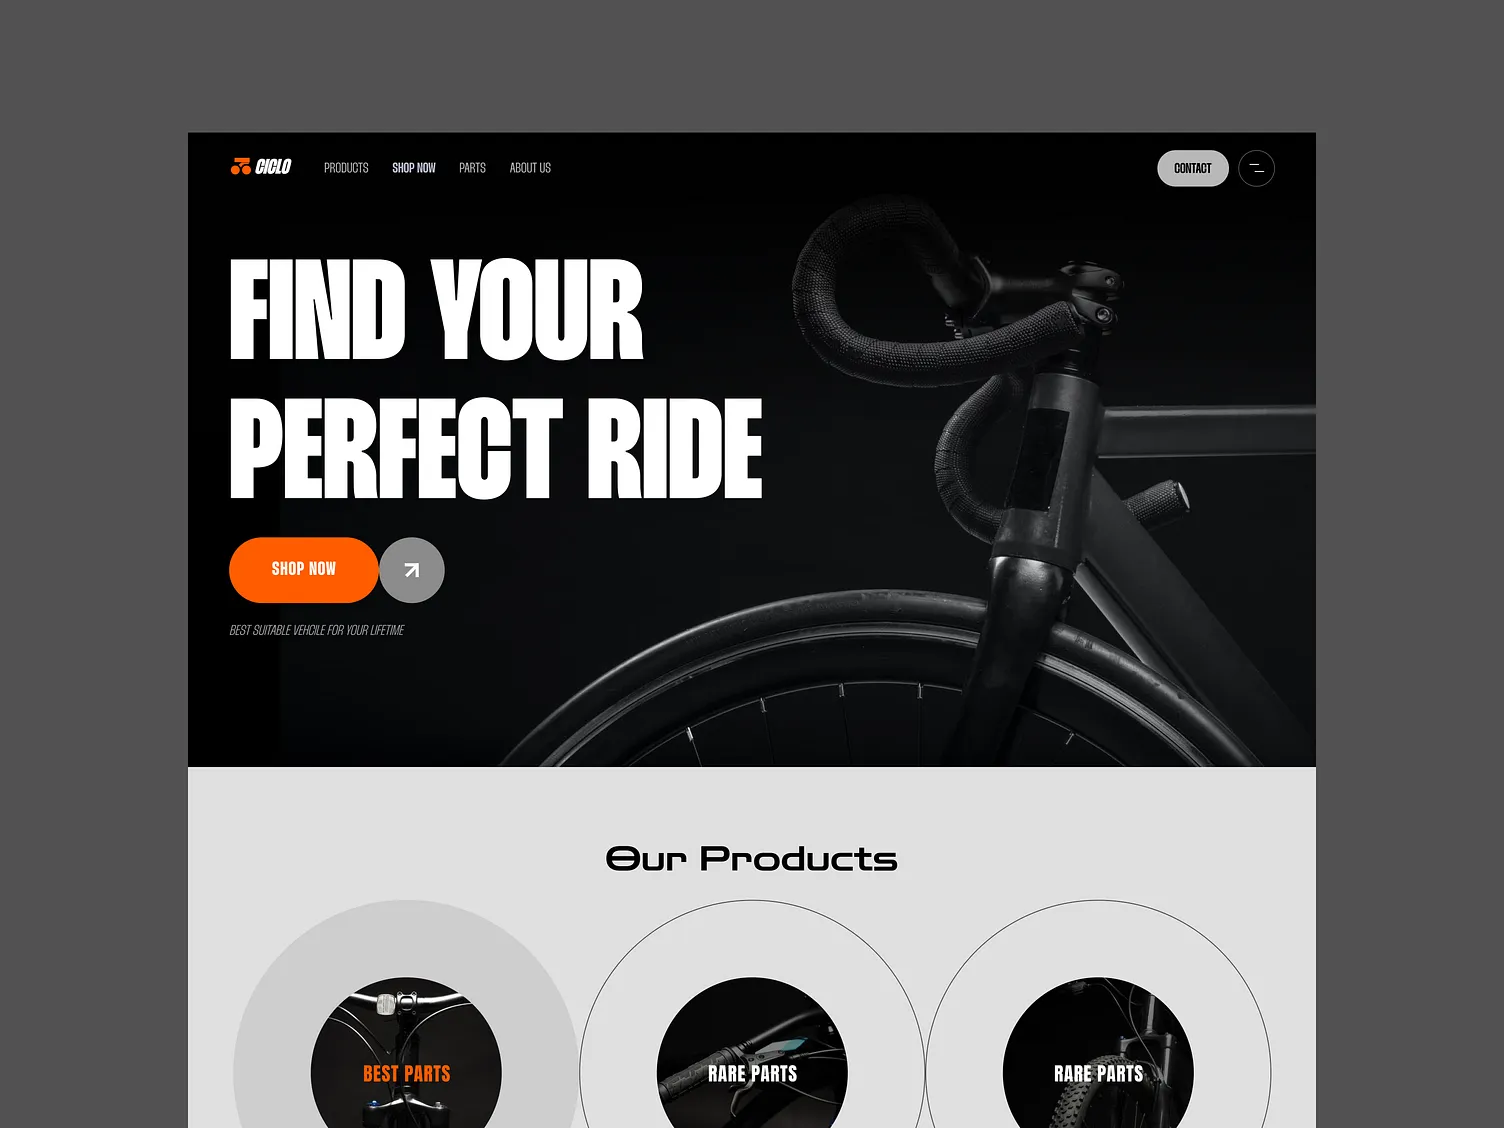 CICLO
PRODUCTS
SHOP NOW
PARTS
ABOUT US
CONTACT
FIND YOUR
PERFECT RIDE
SHOP NOW
BEST SUITABLE VEHCILE FOR YOUR LIFETIME
Our Products
BEST PARTS
RARE PARTS
RARE PARTS